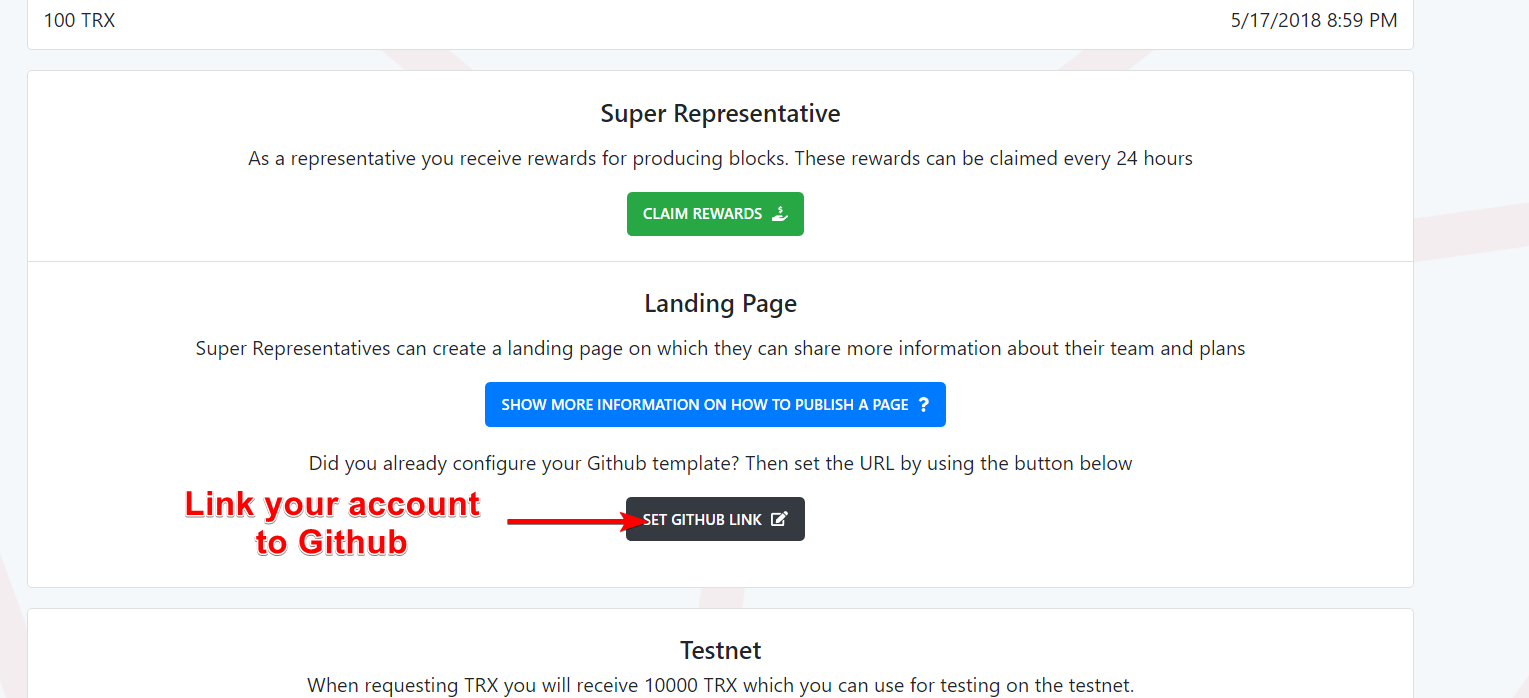 100 TRX 5/17/2018 8:59 PM
Super Representative
As a representative you receive rewards for producing blocks. These rewards can be claimed every 24 hours
CLAIM REWARDS
Landing Page
Super Representatives can create a landing page on which they can share more information about their team and plans
SHOW MORE INFORMATION ON HOW TO PUBLISH A PAGE ?
Did you already configure your Github template? Then set the URL by using the button below
Link your account
to Github
SET GITHUB LINK
Testnet
When requesting TRX you will receive 10000 TRX which you can use for testing on the testnet.